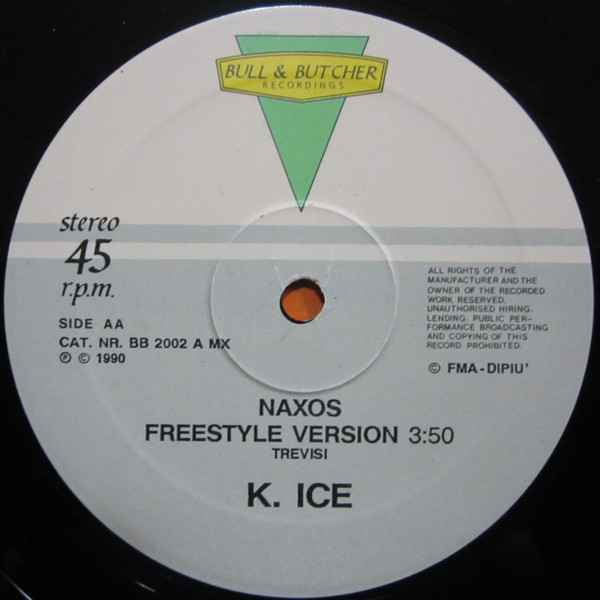 BULL & BUTCHER
RECORDINGS
stereo
45
r.p.m.
SIDE AA
CAT. NR. BB 2002 A MX
℗ © 1990
ALL RIGHTS OF THE
MANUFACTURER AND THE
OWNER OF THE RECORDED
WORK RESERVED.
UNAUTHORISED HIRING.
LENDING. PUBLIC PER-
FORMANCE BROADCASTING
AND COPYING OF THIS
RECORD PROHIBITED.
© FMA-DIPIU'
NAXOS
FREESTYLE VERSION 3:50
TREVISI
K. ICE